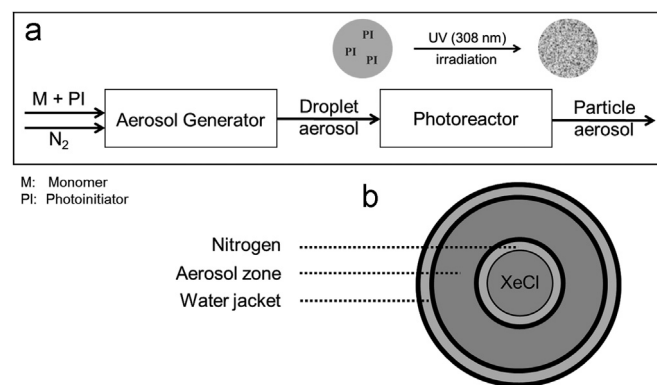 a
PI
PI
PI
UV (308 nm)
irradiation
M + PI
N2
Aerosol Generator
Droplet
aerosol
Photoreactor
Particle
aerosol
M: Monomer
PI: Photoinitiator
b
Nitrogen
Aerosol zone
Water jacket
XeCl